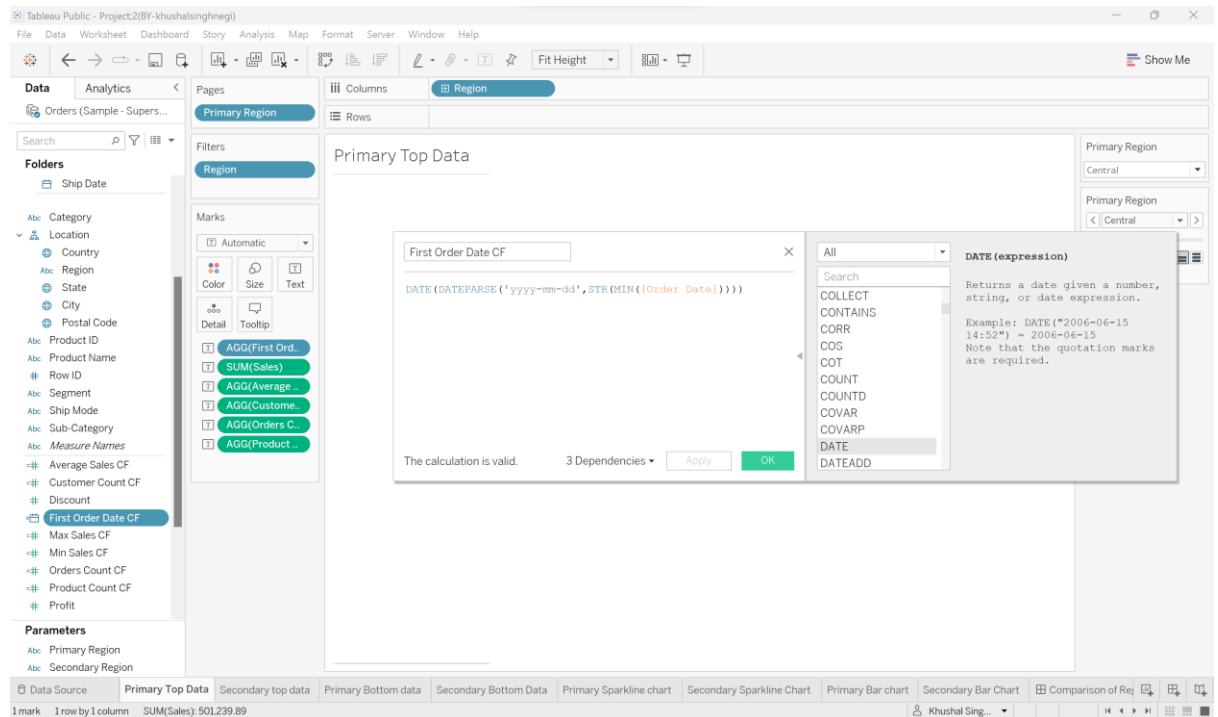 Tableau Public - Project;2(BY-khushalsinghnegi)
File Data Worksheet Dashboard Story Analysis Map Format Server Window Help
Fit Height
Show Me
Data Analytics
Orders (Sample - Supers...
Search
Folders
Ship Date
Abc Category
Location
Country
Abc Region
State
City
Postal Code
Abc Product ID
Abc Product Name
# Row ID
Abc Segment
Abc Ship Mode
Abc Sub-Category
Abc Measure Names
=# Average Sales CF
=# Customer Count CF
# Discount
First Order Date CF
=# Max Sales CF
=# Min Sales CF
=# Orders Count CF
=# Product Count CF
# Profit
Parameters
Abc Primary Region
Abc Secondary Region
Pages
Primary Region
Filters
Region
Marks
Automatic
Color Size Text
Detail Tooltip
AGG(First Ord..
SUM(Sales)
AGG(Average ..
AGG(Custome..
AGG(Orders C..
AGG(Product ..
Columns Region
Rows
Primary Top Data
First Order Date CF
DATE(DATEPARSE('yyyy-mm-dd',STR(MIN([Order Date]))))
The calculation is valid. 3 Dependencies Apply OK
All
Search
COLLECT
CONTAINS
CORR
COS
COT
COUNT
COUNTD
COVAR
COVARP
DATE
DATEADD
DATE(expression)
Returns a date given a number,
string, or date expression.
Example: DATE("2006-06-15
14:52") = 2006-06-15
Note that the quotation marks
are required.
Primary Region
Central
Primary Region
Central
Data Source Primary Top Data Secondary top data Primary Bottom data Secondary Bottom Data Primary Sparkline chart Secondary Sparkline Chart Primary Bar chart Secondary Bar Chart Comparison of Re
1 mark 1 row by 1 column SUM(Sales): 501,239.89 Khushal Sing...